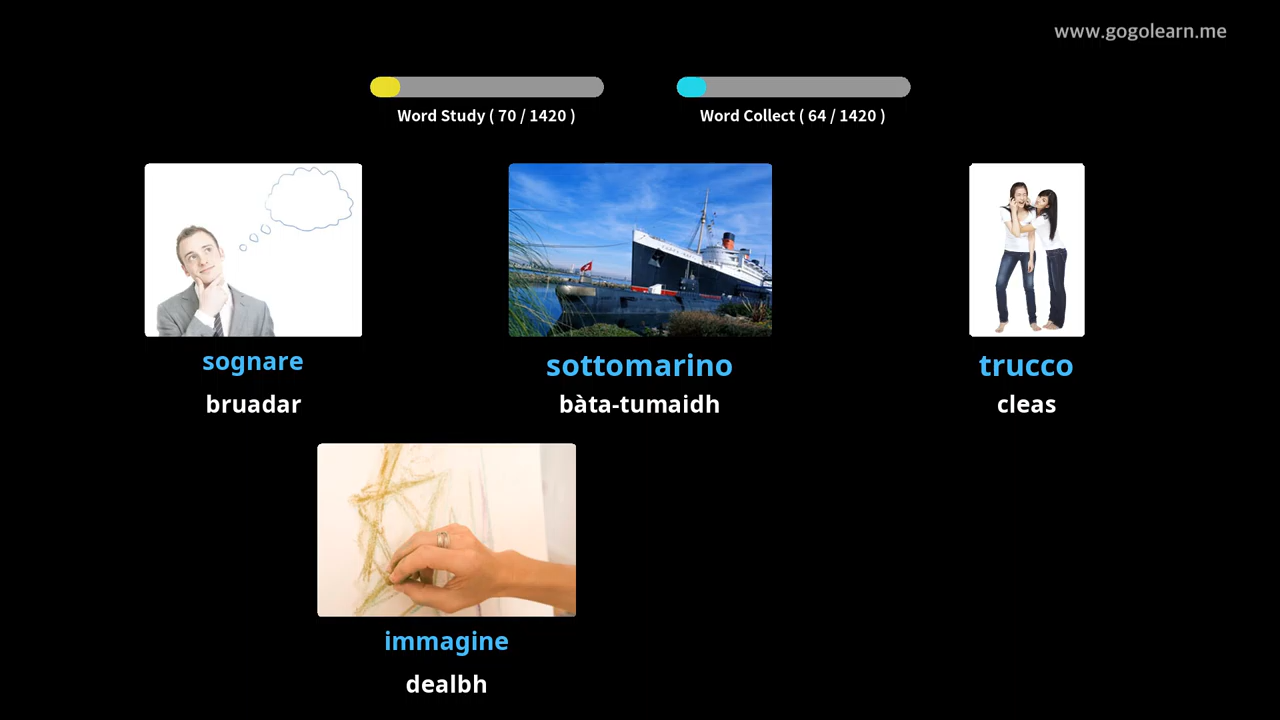 www.gogolearn.me
Word Study ( 70 / 1420 )
Word Collect ( 64 / 1420 )
sognare
sottomarino
trucco
bruadar
bàta-tumaidh
cleas
immagine
dealbh